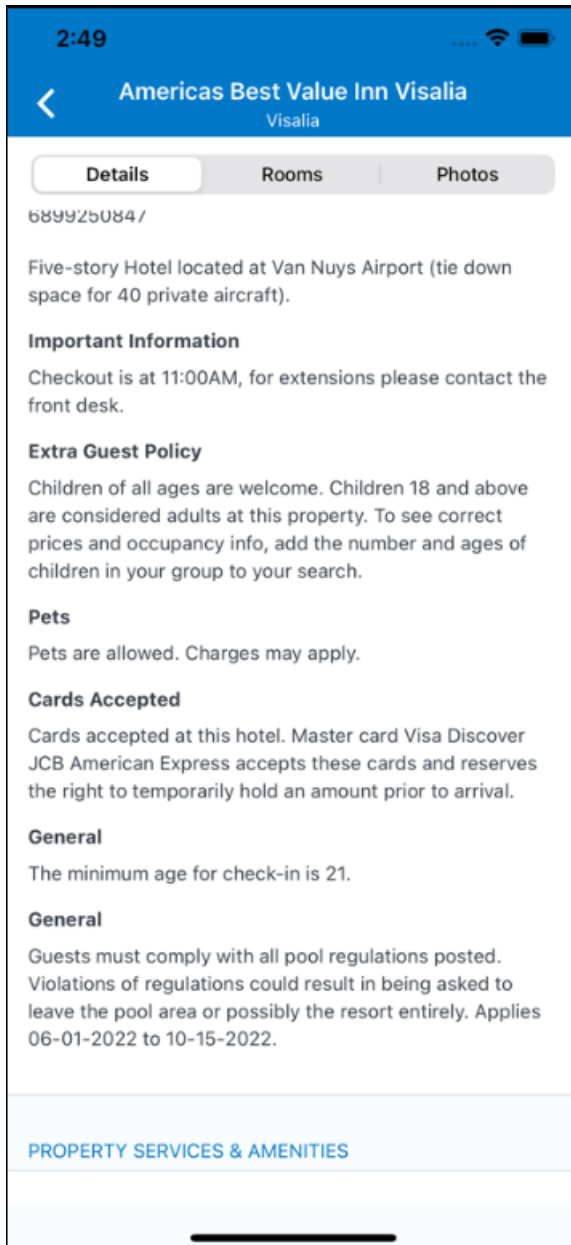 2:49
Americas Best Value Inn Visalia
Visalia
Details Rooms Photos
6899250847
Five-story Hotel located at Van Nuys Airport (tie down
space for 40 private aircraft).
Important Information
Checkout is at 11:00AM, for extensions please contact the
front desk.
Extra Guest Policy
Children of all ages are welcome. Children 18 and above
are considered adults at this property. To see correct
prices and occupancy info, add the number and ages of
children in your group to your search.
Pets
Pets are allowed. Charges may apply.
Cards Accepted
Cards accepted at this hotel. Master card Visa Discover
JCB American Express accepts these cards and reserves
the right to temporarily hold an amount prior to arrival.
General
The minimum age for check-in is 21.
General
Guests must comply with all pool regulations posted.
Violations of regulations could result in being asked to
leave the pool area or possibly the resort entirely. Applies
06-01-2022 to 10-15-2022.
PROPERTY SERVICES & AMENITIES